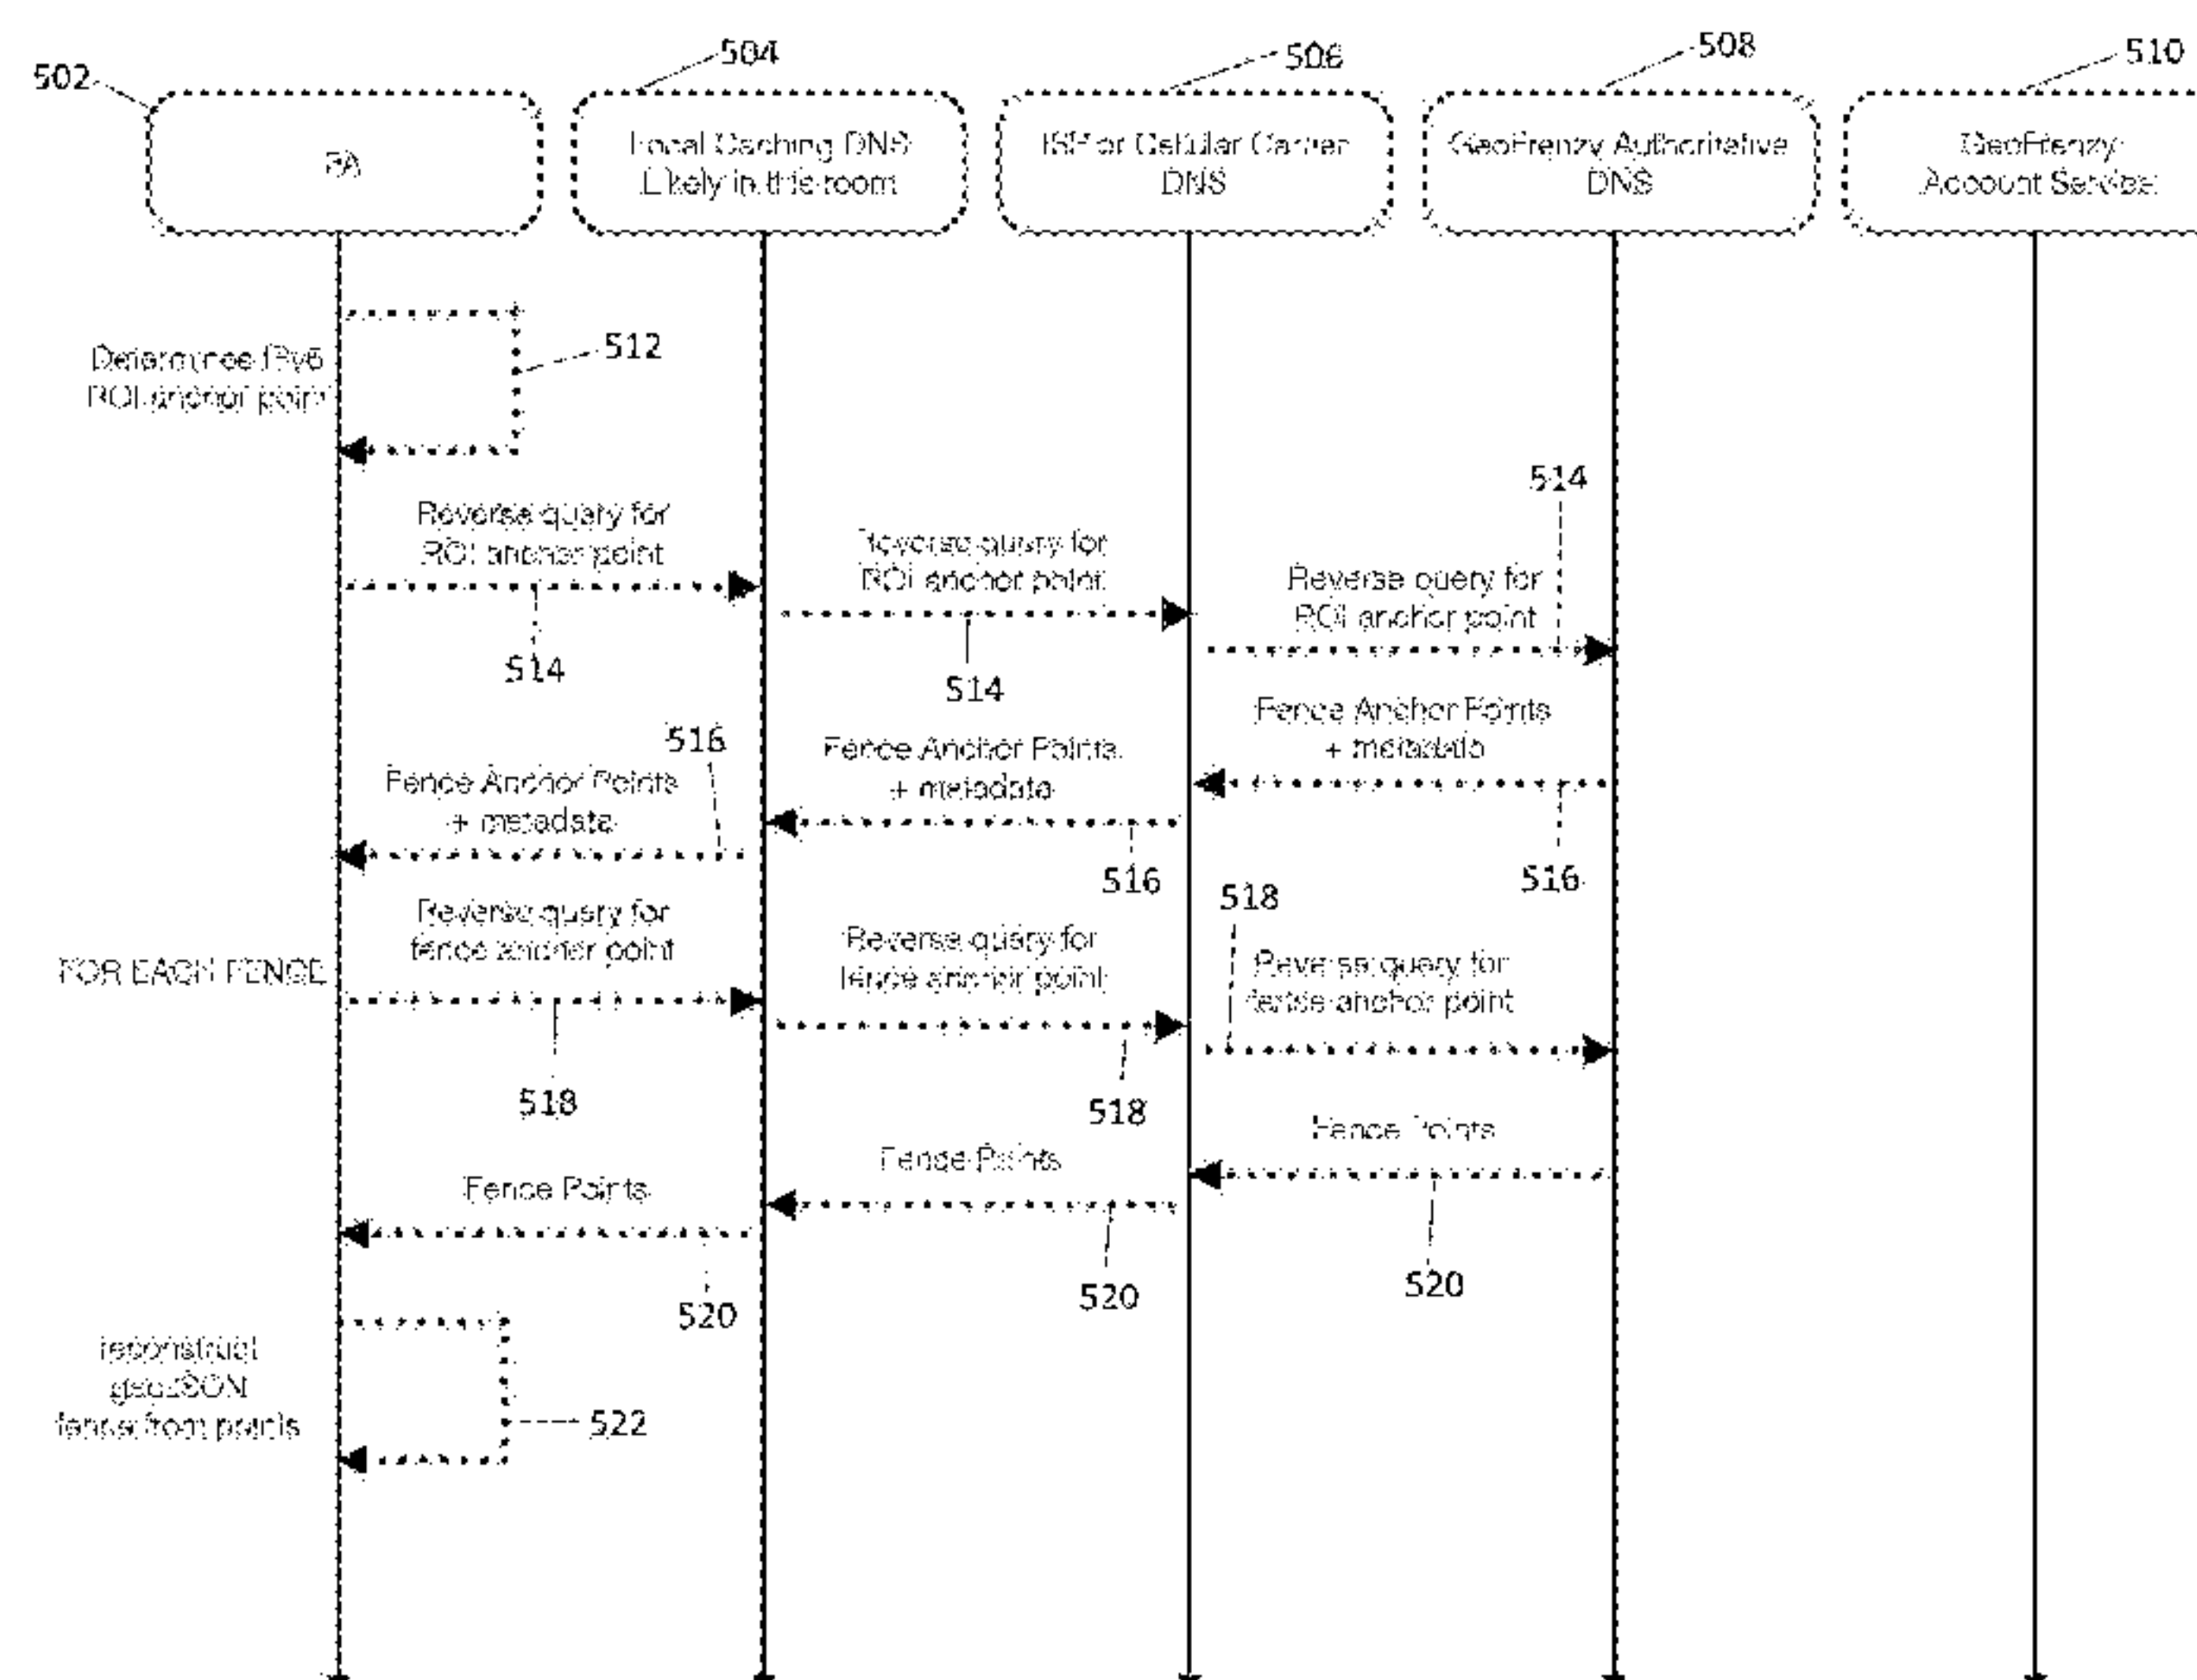 502
504
506
508
510
FA
Local Caching DNS
Likely in this room
ISP or Cellular Carrier
DNS
GeoFrenzy Authoritative
DNS
GeoFrenzy
Account Service
Determines IPv6
ROI anchor point
512
Reverse query for
ROI anchor point
514
Reverse query for
ROI anchor point
514
514
Reverse query for
ROI anchor point
Fence Anchor Points
+ metadata
516
Fence Anchor Points
+ metadata
516
516
Fence Anchor Points
+ metadata
FOR EACH FENCE
Reverse query for
fence anchor point
518
Reverse query for
fence anchor point
518
518
Reverse query for
fence anchor point
Fence Points
520
Fence Points
520
Fence Points
520
reconstruct
geoJSON
fence from points
522